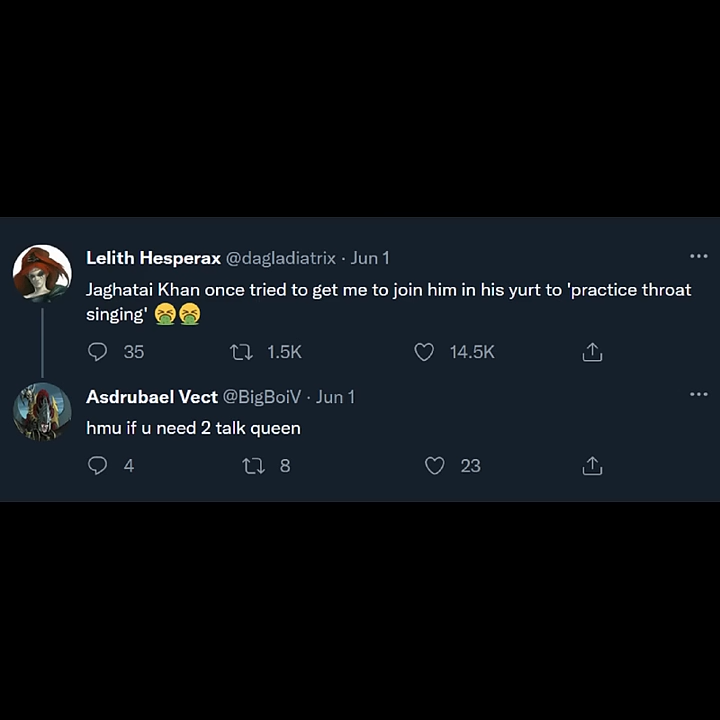 Lelith Hesperax @dagladiatrix · Jun 1
Jaghatai Khan once tried to get me to join him in his yurt to 'practice throat
singing' 🤮🤮
35 1.5K 14.5K
Asdrubael Vect @BigBoiV · Jun 1
hmu if u need 2 talk queen
4 8 23